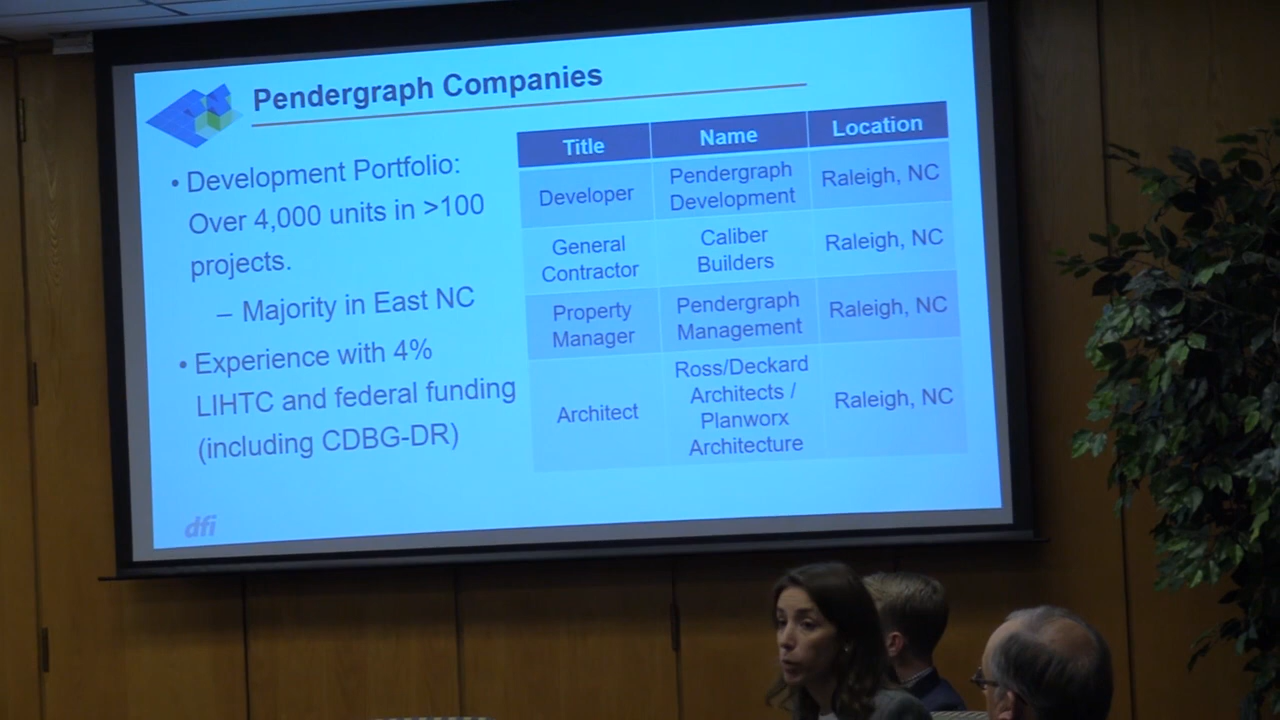 Pendergraph Companies
• Development Portfolio:
Over 4,000 units in >100
projects.
– Majority in East NC
• Experience with 4%
LIHTC and federal funding
(including CDBG-DR)
Title Name Location
Developer
Pendergraph
Development
Raleigh, NC
General
Contractor
Caliber
Builders
Raleigh, NC
Property
Manager
Pendergraph
Management
Raleigh, NC
Architect
Ross/Deckard
Architects /
Planworx
Architecture
Raleigh, NC
dfi